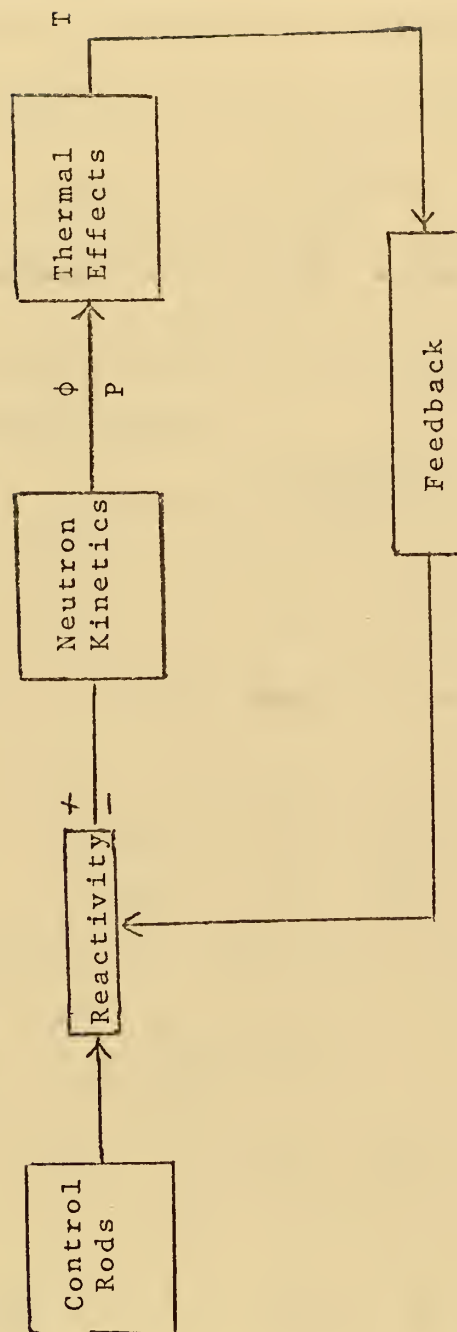 Control
Rods
Reactivity
+
−
Neutron
Kinetics
ϕ
P
Thermal
Effects
T
Feedback